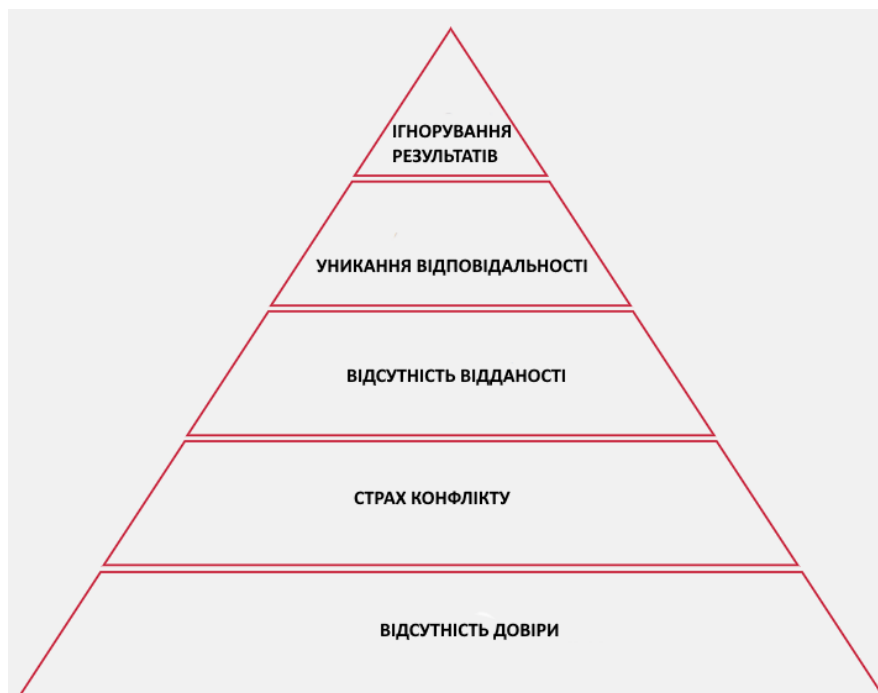 ІГНОРУВАННЯ
РЕЗУЛЬТАТІВ
УНИКАННЯ ВІДПОВІДАЛЬНОСТІ
ВІДСУТНІСТЬ ВІДДАНОСТІ
СТРАХ КОНФЛІКТУ
ВІДСУТНІСТЬ ДОВІРИ